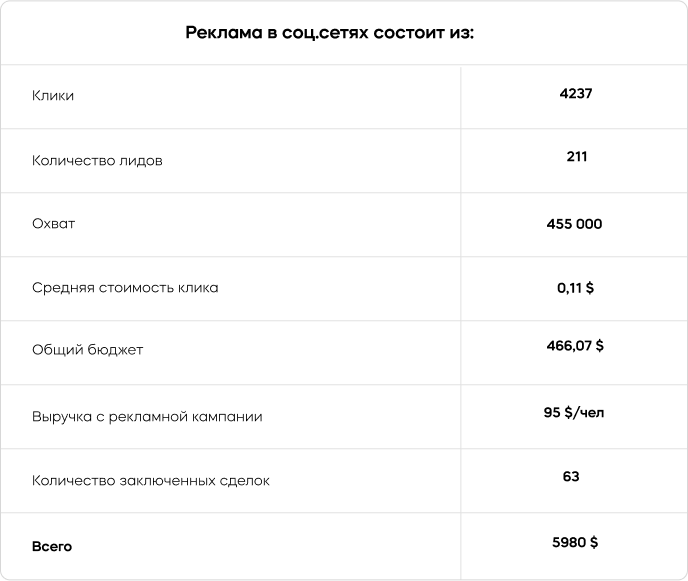 Реклама в соц.сетях состоит из:
Клики 4237
Количество лидов 211
Охват 455 000
Средняя стоимость клика 0,11 $
Общий бюджет 466,07 $
Выручка с рекламной кампании 95 $/чел
Количество заключенных сделок 63
Всего 5980 $